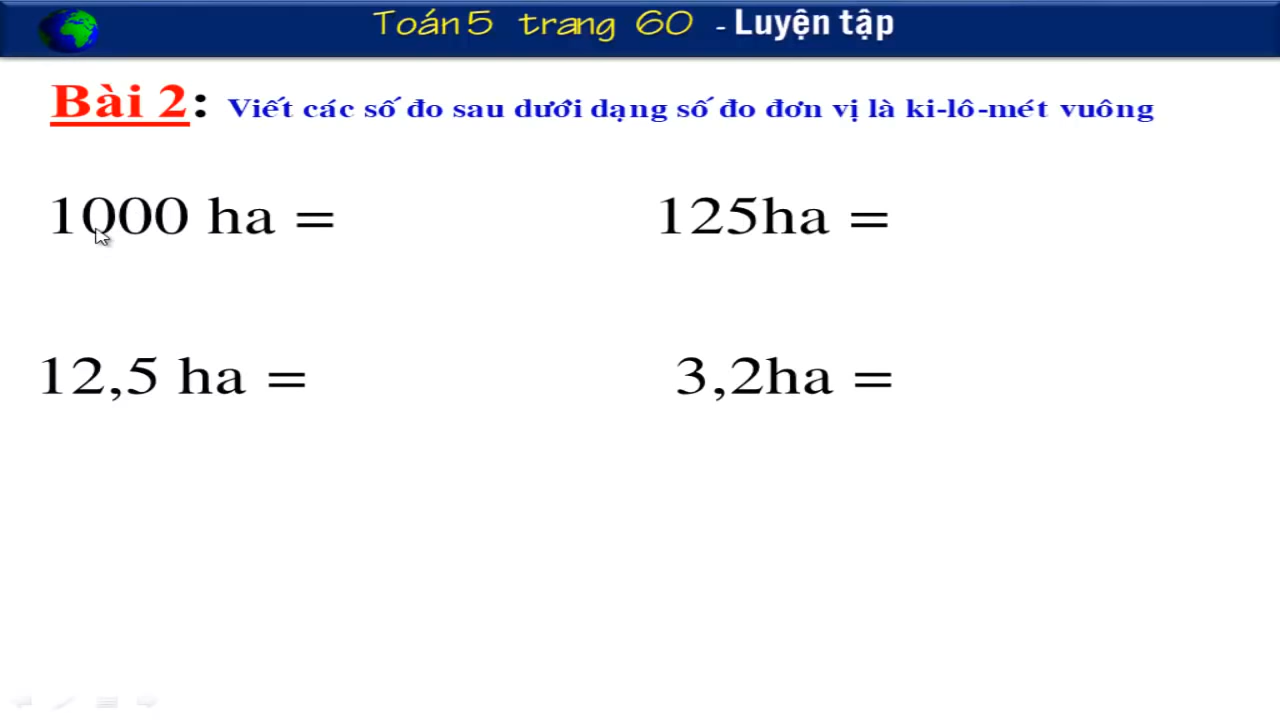 Toán 5 trang 60 - Luyện tập
Bài 2: Viết các số đo sau dưới dạng số đo đơn vị là ki-lô-mét vuông
1000 ha = 125ha =
12,5 ha = 3,2ha =